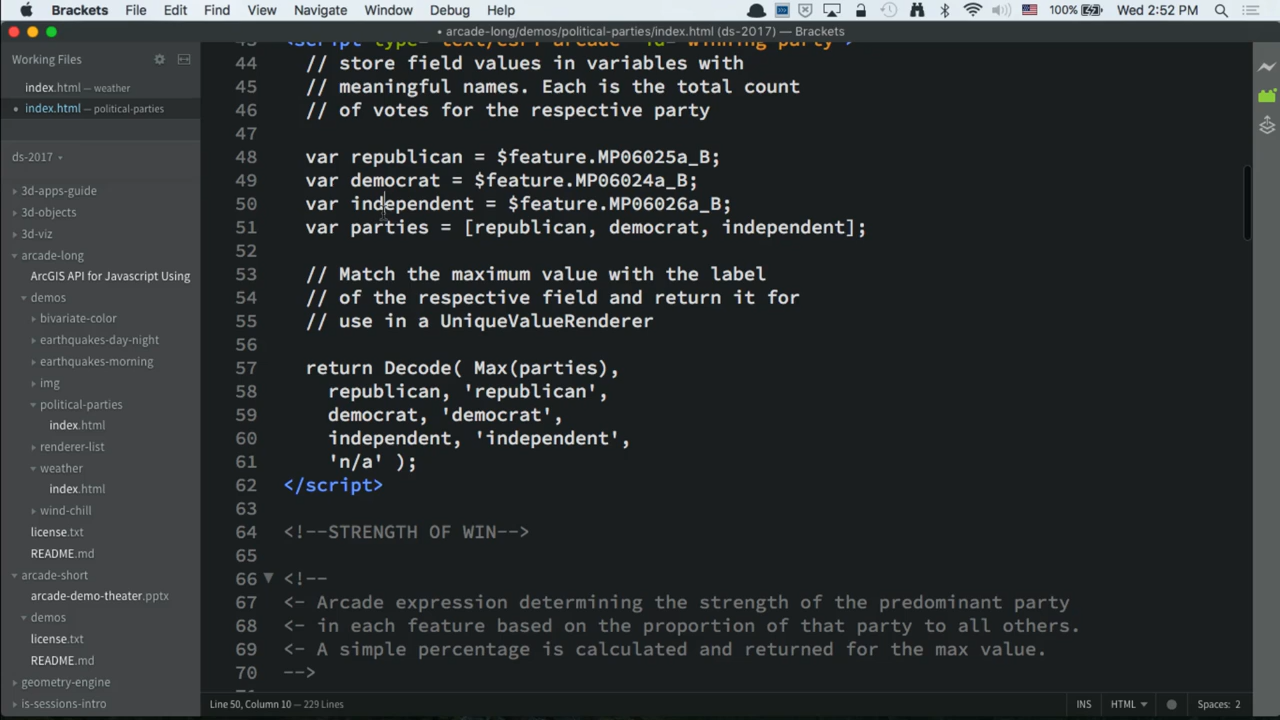 Brackets File Edit Find View Navigate Window Debug Help 100% Wed 2:52 PM
• arcade-long/demos/political-parties/index.html (ds-2017) — Brackets
Working Files
index.html — weather
• index.html — political-parties
ds-2017
3d-apps-guide
3d-objects
3d-viz
arcade-long
ArcGIS API for Javascript Using
demos
bivariate-color
earthquakes-day-night
earthquakes-morning
img
political-parties
index.html
renderer-list
weather
index.html
wind-chill
license.txt
README.md
arcade-short
arcade-demo-theater.pptx
demos
license.txt
README.md
geometry-engine
is-sessions-intro
44 // store field values in variables with
45 // meaningful names. Each is the total count
46 // of votes for the respective party
47
48 var republican = $feature.MP06025a_B;
49 var democrat = $feature.MP06024a_B;
50 var independent = $feature.MP06026a_B;
51 var parties = [republican, democrat, independent];
52
53 // Match the maximum value with the label
54 // of the respective field and return it for
55 // use in a UniqueValueRenderer
56
57 return Decode( Max(parties),
58 republican, 'republican',
59 democrat, 'democrat',
60 independent, 'independent',
61 'n/a' );
62 </script>
63
64 <!--STRENGTH OF WIN-->
65
66 <!--
67 <- Arcade expression determining the strength of the predominant party
68 <- in each feature based on the proportion of that party to all others.
69 <- A simple percentage is calculated and returned for the max value.
70 -->
Line 50, Column 10 — 229 Lines
INS HTML Spaces: 2